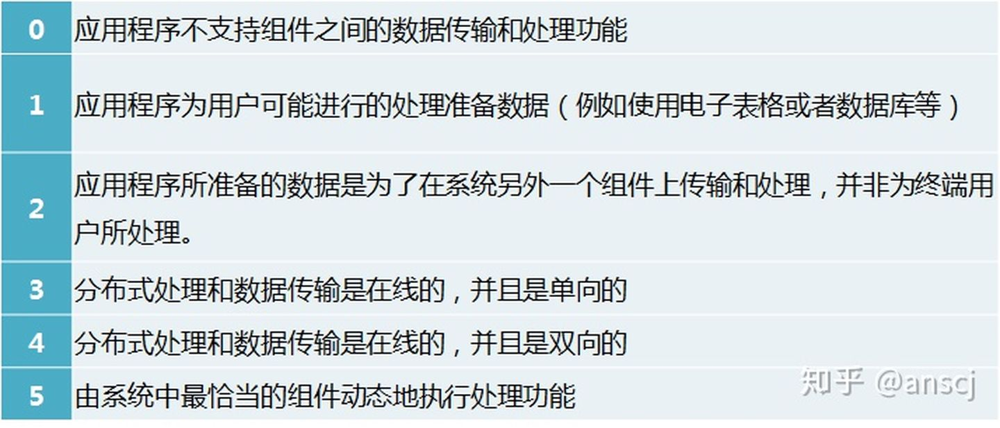 0 应用程序不支持组件之间的数据传输和处理功能
1 应用程序为用户可能进行的处理准备数据（例如使用电子表格或者数据库等）
2 应用程序所准备的数据是为了在系统另外一个组件上传输和处理，并非为终端用
户所处理。
3 分布式处理和数据传输是在线的，并且是单向的
4 分布式处理和数据传输是在线的，并且是双向的
5 由系统中最恰当的组件动态地执行处理功能
知乎 @anscj